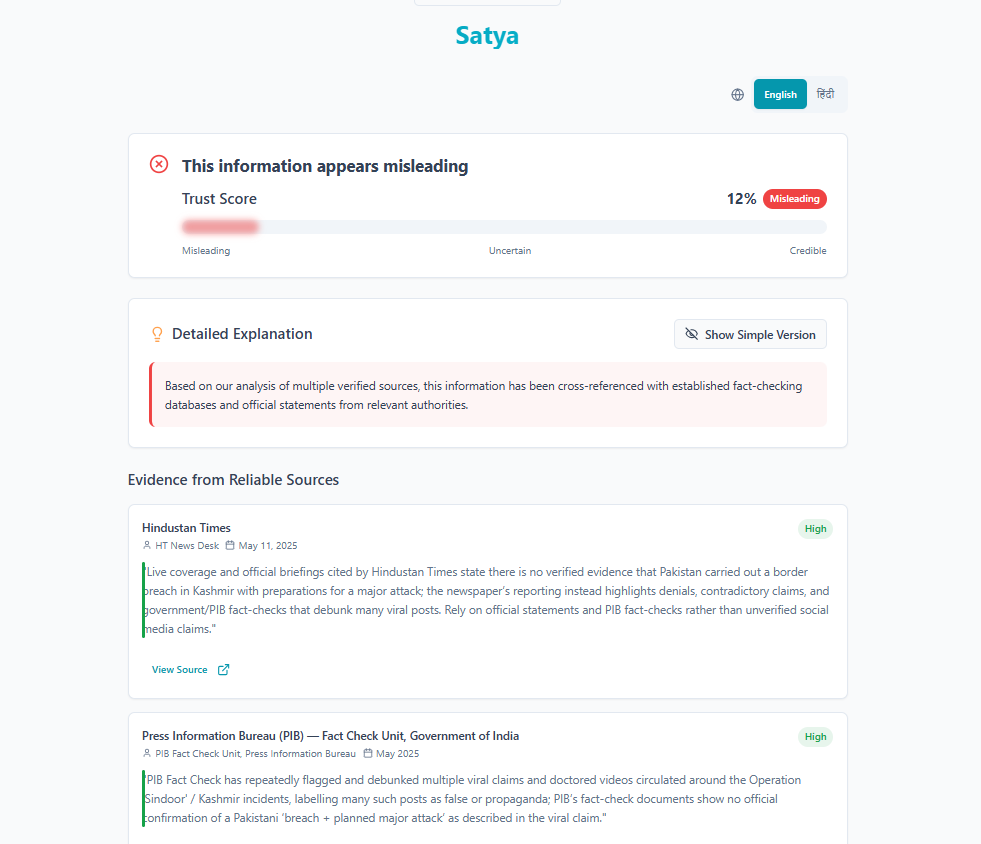 Satya
English
हिंदी
This information appears misleading
Trust Score
12%
Misleading
Misleading
Uncertain
Credible
Detailed Explanation
Show Simple Version
Based on our analysis of multiple verified sources, this information has been cross-referenced with established fact-checking
databases and official statements from relevant authorities.
Evidence from Reliable Sources
Hindustan Times
High
HT News Desk May 11, 2025
"Live coverage and official briefings cited by Hindustan Times state there is no verified evidence that Pakistan carried out a border
breach in Kashmir with preparations for a major attack; the newspaper's reporting instead highlights denials, contradictory claims, and
government/PIB fact-checks that debunk many viral posts. Rely on official statements and PIB fact-checks rather than unverified social
media claims."
View Source
Press Information Bureau (PIB) — Fact Check Unit, Government of India
High
PIB Fact Check Unit, Press Information Bureau May 2025
"PIB Fact Check has repeatedly flagged and debunked multiple viral claims and doctored videos circulated around the Operation
Sindoor' / Kashmir incidents, labelling many such posts as false or propaganda; PIB's fact-check documents show no official
confirmation of a Pakistani 'breach + planned major attack' as described in the viral claim."